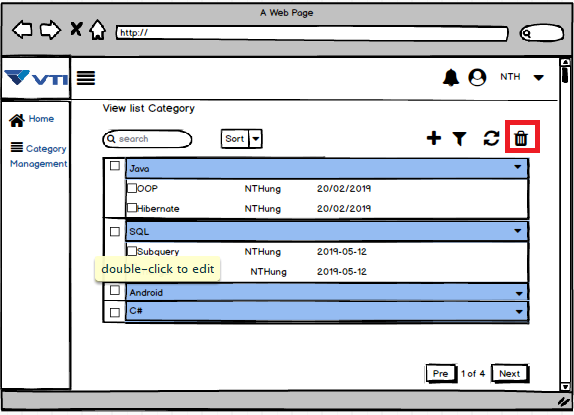 A Web Page
http://
VTI
NTH
Home
Category
Management
View list Category
search
Sort
Java
OOP NTHung 20/02/2019
Hibernate NTHung 20/02/2019
SQL
Subquery NTHung 2019-05-12
NTHung 2019-05-12
double-click to edit
Android
C#
Pre 1 of 4 Next